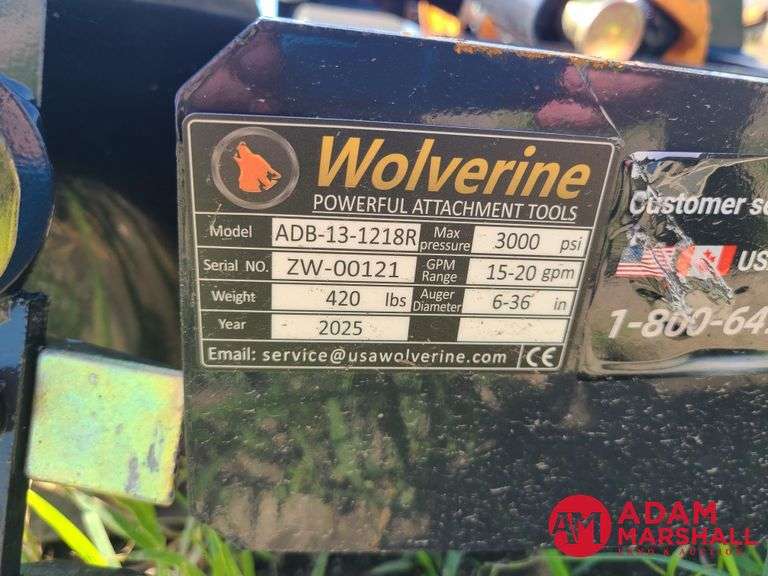 Wolverine
POWERFUL ATTACHMENT TOOLS
Model ADB-13-1218R Max pressure 3000 psi
Serial NO. ZW-00121 GPM Range 15-20 gpm
Weight 420 lbs Auger Diameter 6-36 in
Year 2025
Email: service@usawolverine.com CE
Customer
1-800-64
AM ADAM
MARSHALL
LAND & AUCTION